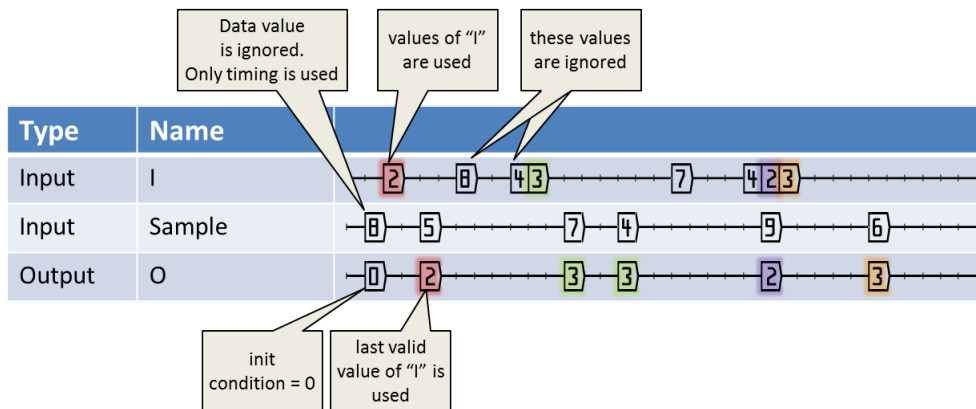 Data value
is ignored.
Only timing is used
values of “I”
are used
these values
are ignored
Type Name
Input I 2 8 4 3 7 4 2 3
Input Sample 8 5 7 4 9 6
Output O 0 2 3 3 2 3
init
condition = 0
last valid
value of “I” is
used